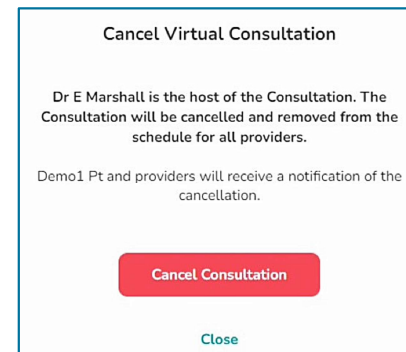 Cancel Virtual Consultation
Dr E Marshall is the host of the Consultation. The
Consultation will be cancelled and removed from the
schedule for all providers.
Demo1 Pt and providers will receive a notification of the
cancellation.
Cancel Consultation
Close